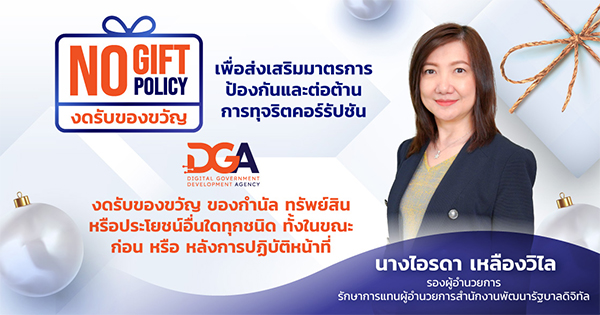 NO GIFT POLICY
งดรับของขวัญ
เพื่อส่งเสริมมาตรการ
ป้องกันและต่อต้าน
การทุจริตคอร์รัปชัน
DGA
DIGITAL GOVERNMENT
DEVELOPMENT AGENCY
งดรับของขวัญ ของกำนัล ทรัพย์สิน
หรือประโยชน์อื่นใดทุกชนิด ทั้งในขณะ
ก่อน หรือ หลังการปฏิบัติหน้าที่
นางไอรดา เหลืองวิไล
รองผู้อำนวยการ
รักษาการแทนผู้อำนวยการสำนักงานพัฒนารัฐบาลดิจิทัล